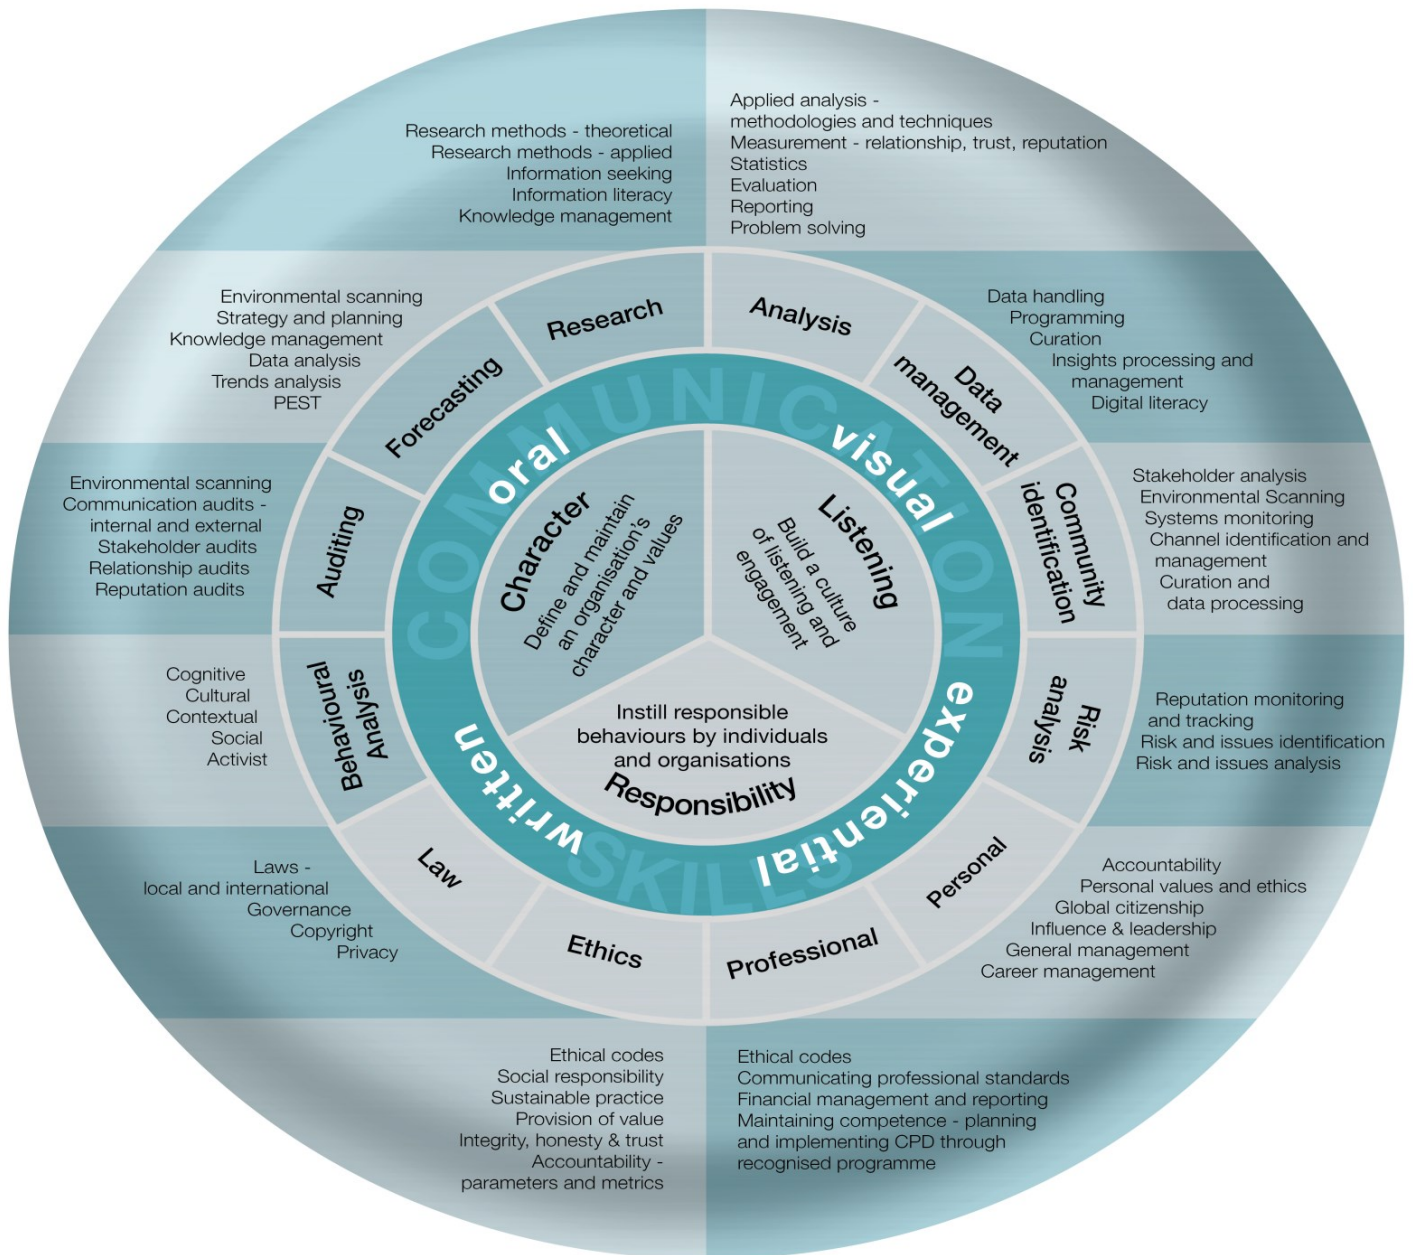 Research methods - theoretical
Research methods - applied
Information seeking
Information literacy
Knowledge management
Applied analysis -
methodologies and techniques
Measurement - relationship, trust, reputation
Statistics
Evaluation
Reporting
Problem solving
Environmental scanning
Strategy and planning
Knowledge management
Data analysis
Trends analysis
PEST
Data handling
Programming
Curation
Insights processing and
management
Digital literacy
Environmental scanning
Communication audits -
internal and external
Stakeholder audits
Relationship audits
Reputation audits
Stakeholder analysis
Environmental Scanning
Systems monitoring
Channel identification and
management
Curation and
data processing
Cognitive
Cultural
Contextual
Social
Activist
Reputation monitoring
and tracking
Risk and issues identification
Risk and issues analysis
Laws -
local and international
Governance
Copyright
Privacy
Accountability
Personal values and ethics
Global citizenship
Influence & leadership
General management
Career management
Ethical codes
Social responsibility
Sustainable practice
Provision of value
Integrity, honesty & trust
Accountability -
parameters and metrics
Ethical codes
Communicating professional standards
Financial management and reporting
Maintaining competence - planning
and implementing CPD through
recognised programme
Research
Analysis
Data
management
Community
identification
Risk
analysis
Personal
Professional
Ethics
Law
Behavioural
Analysis
Auditing
Forecasting
COMMUNICATION
SKILLS
oral
visual
experiential
written
Character
Define and maintain
an organisation's
character and values
Listening
Build a culture
of listening and
engagement
Instill responsible
behaviours by individuals
and organisations
Responsibility